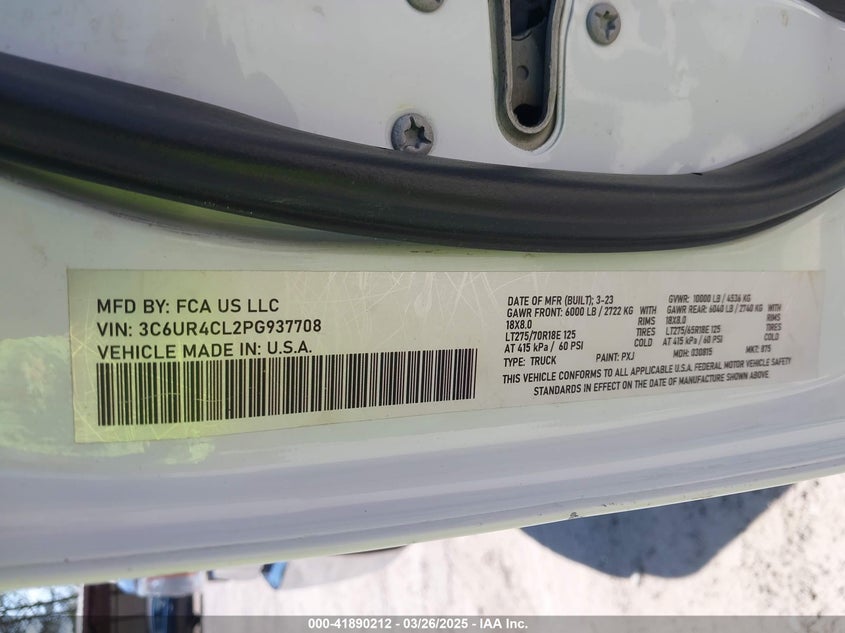 MFD BY: FCA US LLC
VIN: 3C6UR4CL2PG937708
VEHICLE MADE IN: U.S.A.
DATE OF MFR (BUILT); 3-23 GVWR: 10000 LB / 4536 KG
GAWR FRONT: 6000 LB / 2722 KG GAWR REAR: 6040 LB / 2740 KG
18X8.0 RIMS 18X8.0 RIMS
LT275/70R18E 125 TIRES LT275/65R18E 125 TIRES
AT 415 kPa / 60 PSI COLD AT 415 kPa / 60 PSI COLD
TYPE: TRUCK PAINT: PXJ MDH: 030815 MKT: 875
THIS VEHICLE CONFORMS TO ALL APPLICABLE U.S.A. FEDERAL MOTOR VEHICLE SAFETY
STANDARDS IN EFFECT ON THE DATE OF MANUFACTURE SHOWN ABOVE
000-41890212 - 03/26/2025 - IAA Inc.